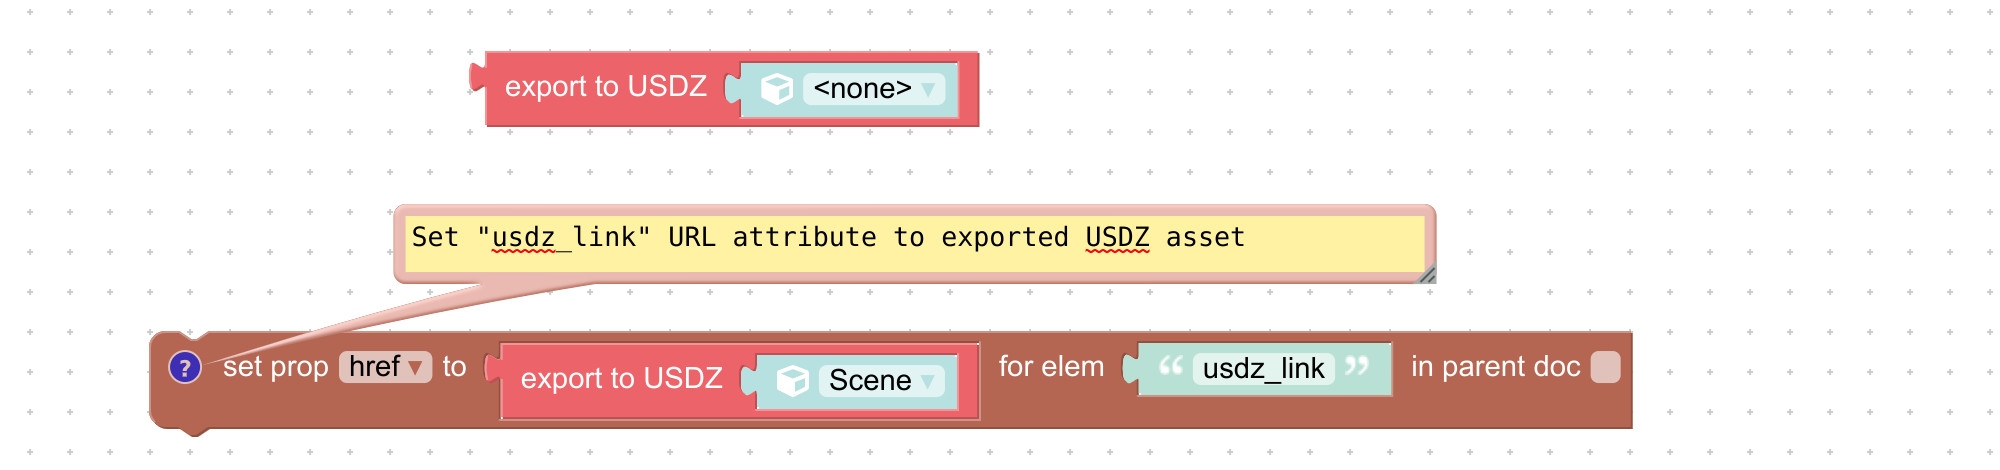 export to USDZ <none> ▾
Set "usdz_link" URL attribute to exported USDZ asset
? set prop href ▾ to export to USDZ Scene ▾ for elem “ usdz_link ” in parent doc